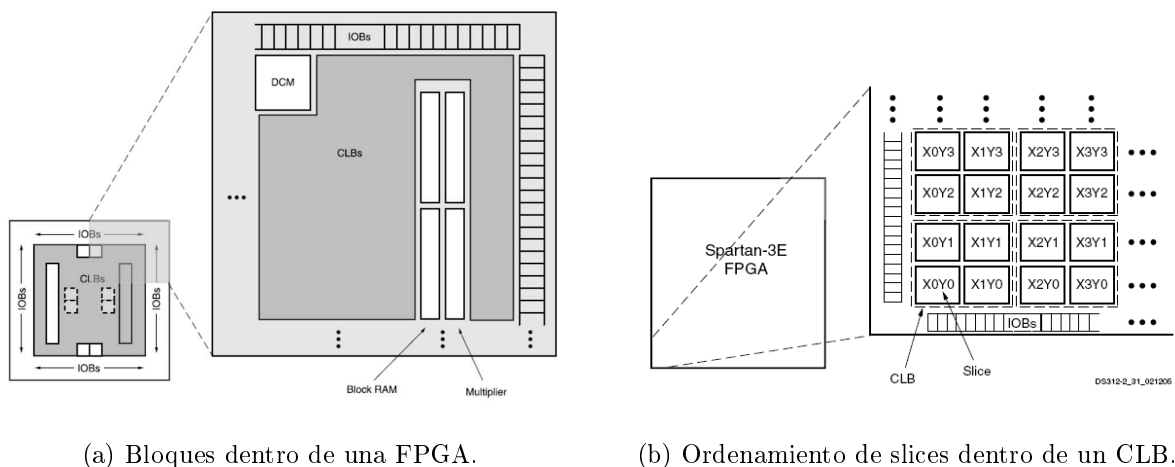 IOBs
DCM
CLBs
Block RAM
Multiplier
IOBs
CLBs
IOBs
IOBs
IOBs
Spartan-3E
FPGA
X0Y3 X1Y3 X2Y3 X3Y3
X0Y2 X1Y2 X2Y2 X3Y2
X0Y1 X1Y1 X2Y1 X3Y1
X0Y0 X1Y0 X2Y0 X3Y0
IOBs
CLB
Slice
DS312-2_31_021205
(a) Bloques dentro de una FPGA.
(b) Ordenamiento de slices dentro de un CLB.